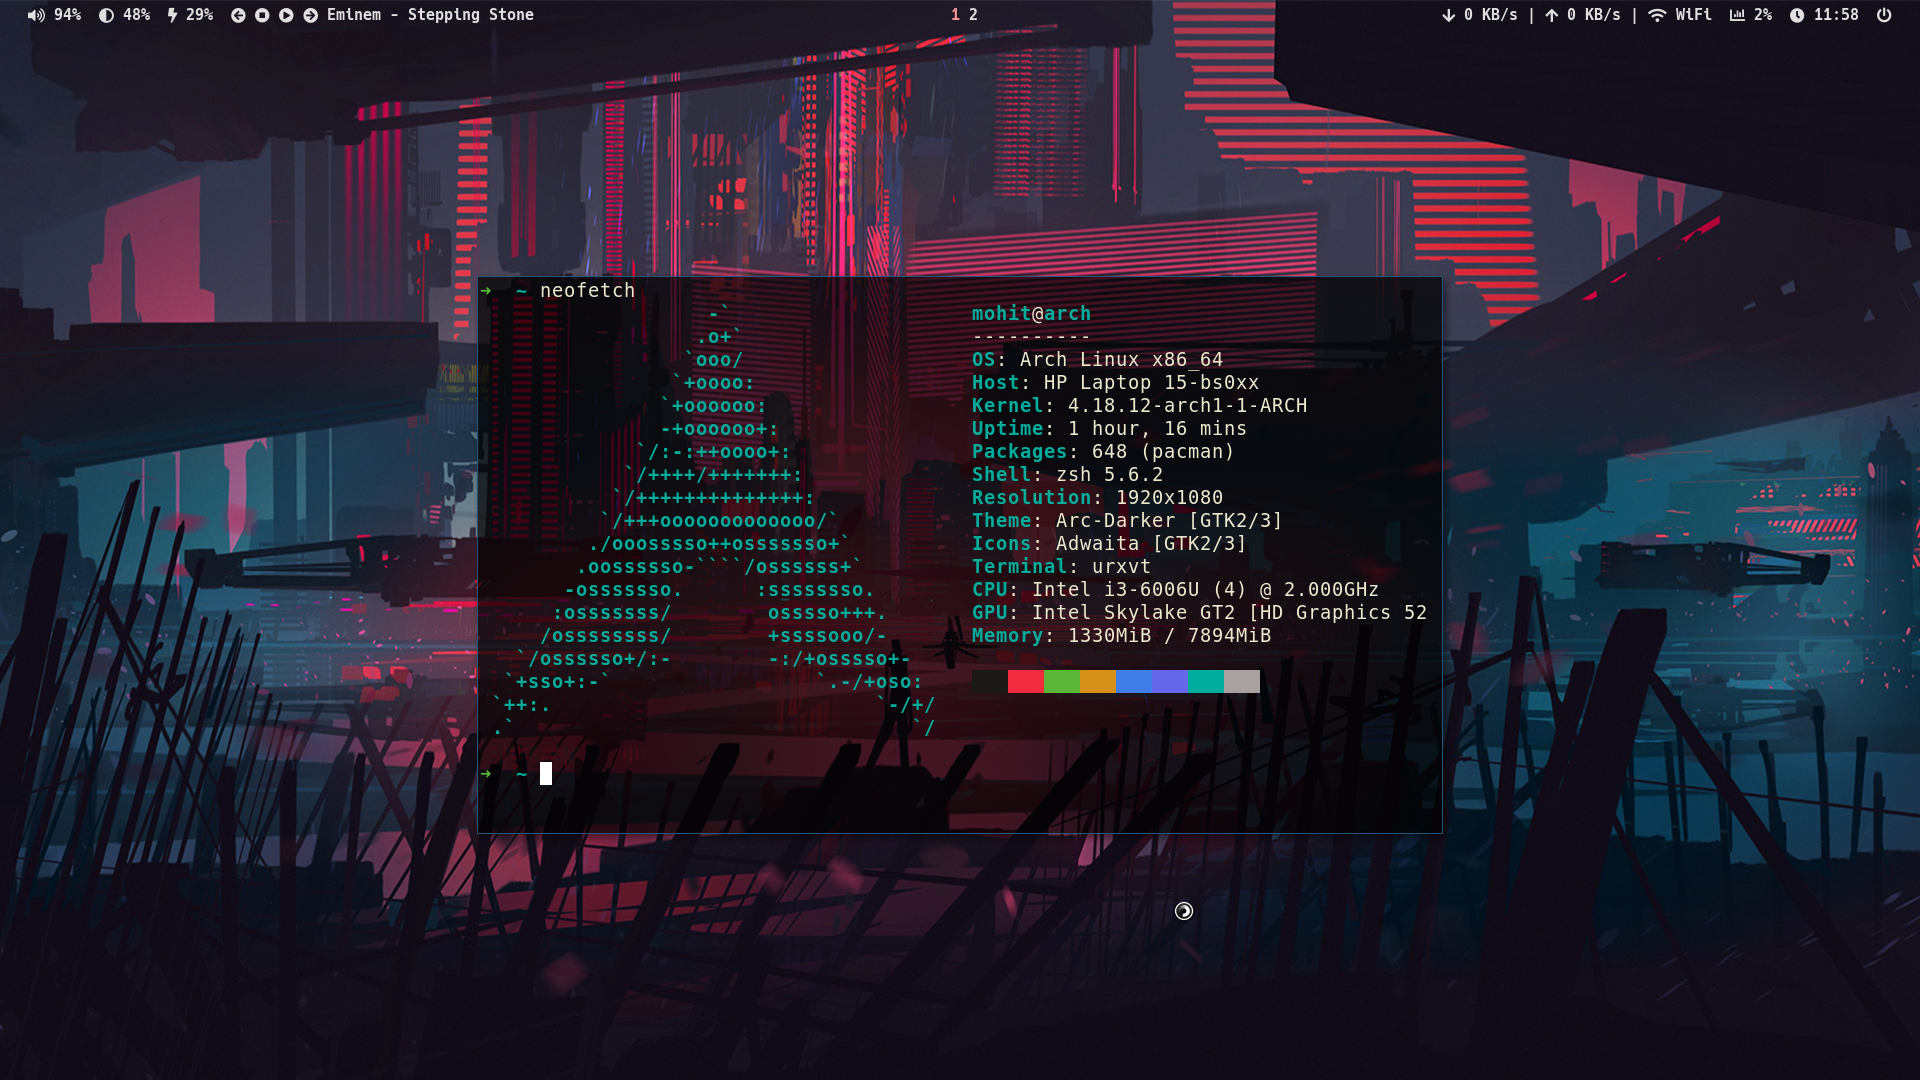 94% 48% 29% Eminem - Stepping Stone
1 2
0 KB/s | 0 KB/s | WiFi 2% 11:58
→ ~ neofetch
-`
.o+`
`ooo/
`+oooo:
`+oooooo:
-+oooooo+:
`/:-:++oooo+:
`/++++/+++++++:
`/++++++++++++++:
`/+++ooooooooooooo/`
./ooosssso++osssssso+`
.oossssso-````/ossssss+`
-osssssso. :ssssssso.
:osssssss/ osssso+++.
/ossssssss/ +ssssooo/-
`/ossssso+/:- -:/+osssso+-
`+sso+:-` `.-/+oso:
`++:. `-/+/
.` `/
mohit@arch
----------
OS: Arch Linux x86_64
Host: HP Laptop 15-bs0xx
Kernel: 4.18.12-arch1-1-ARCH
Uptime: 1 hour, 16 mins
Packages: 648 (pacman)
Shell: zsh 5.6.2
Resolution: 1920x1080
Theme: Arc-Darker [GTK2/3]
Icons: Adwaita [GTK2/3]
Terminal: urxvt
CPU: Intel i3-6006U (4) @ 2.000GHz
GPU: Intel Skylake GT2 [HD Graphics 52
Memory: 1330MiB / 7894MiB
→ ~